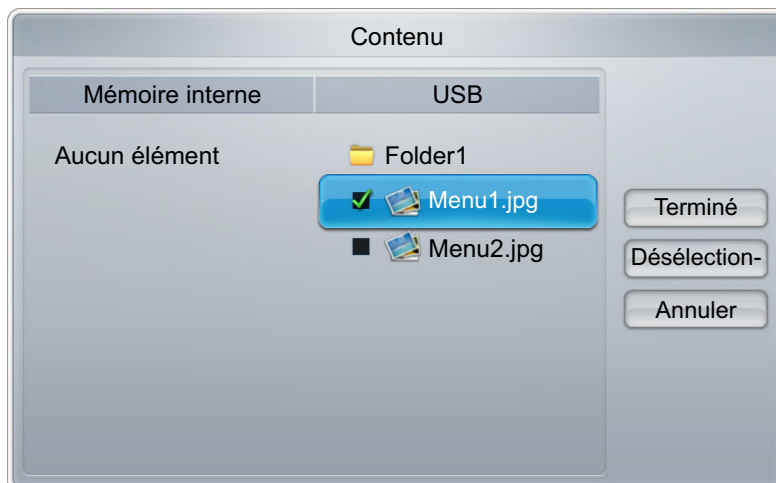 Contenu
Mémoire interne
USB
Aucun élément
Folder1
Menu1.jpg
Menu2.jpg
Terminé
Désélection-
Annuler